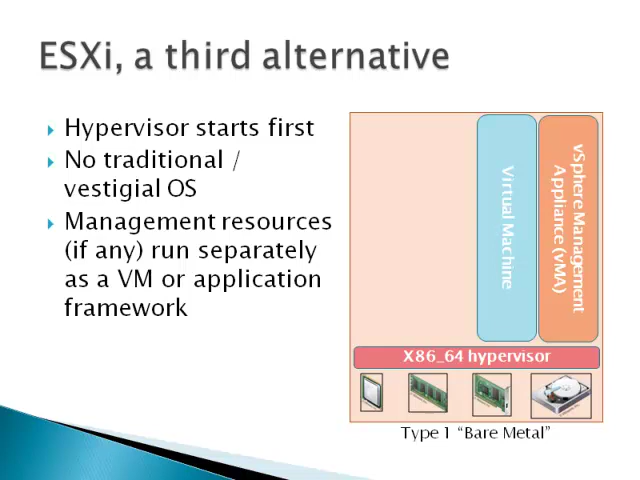 ESXi, a third alternative
Hypervisor starts first
No traditional /
vestigial OS
Management resources
(if any) run separately
as a VM or application
framework
Virtual Machine
vSphere Management
Appliance (vMA)
X86_64 hypervisor
Type 1 “Bare Metal”